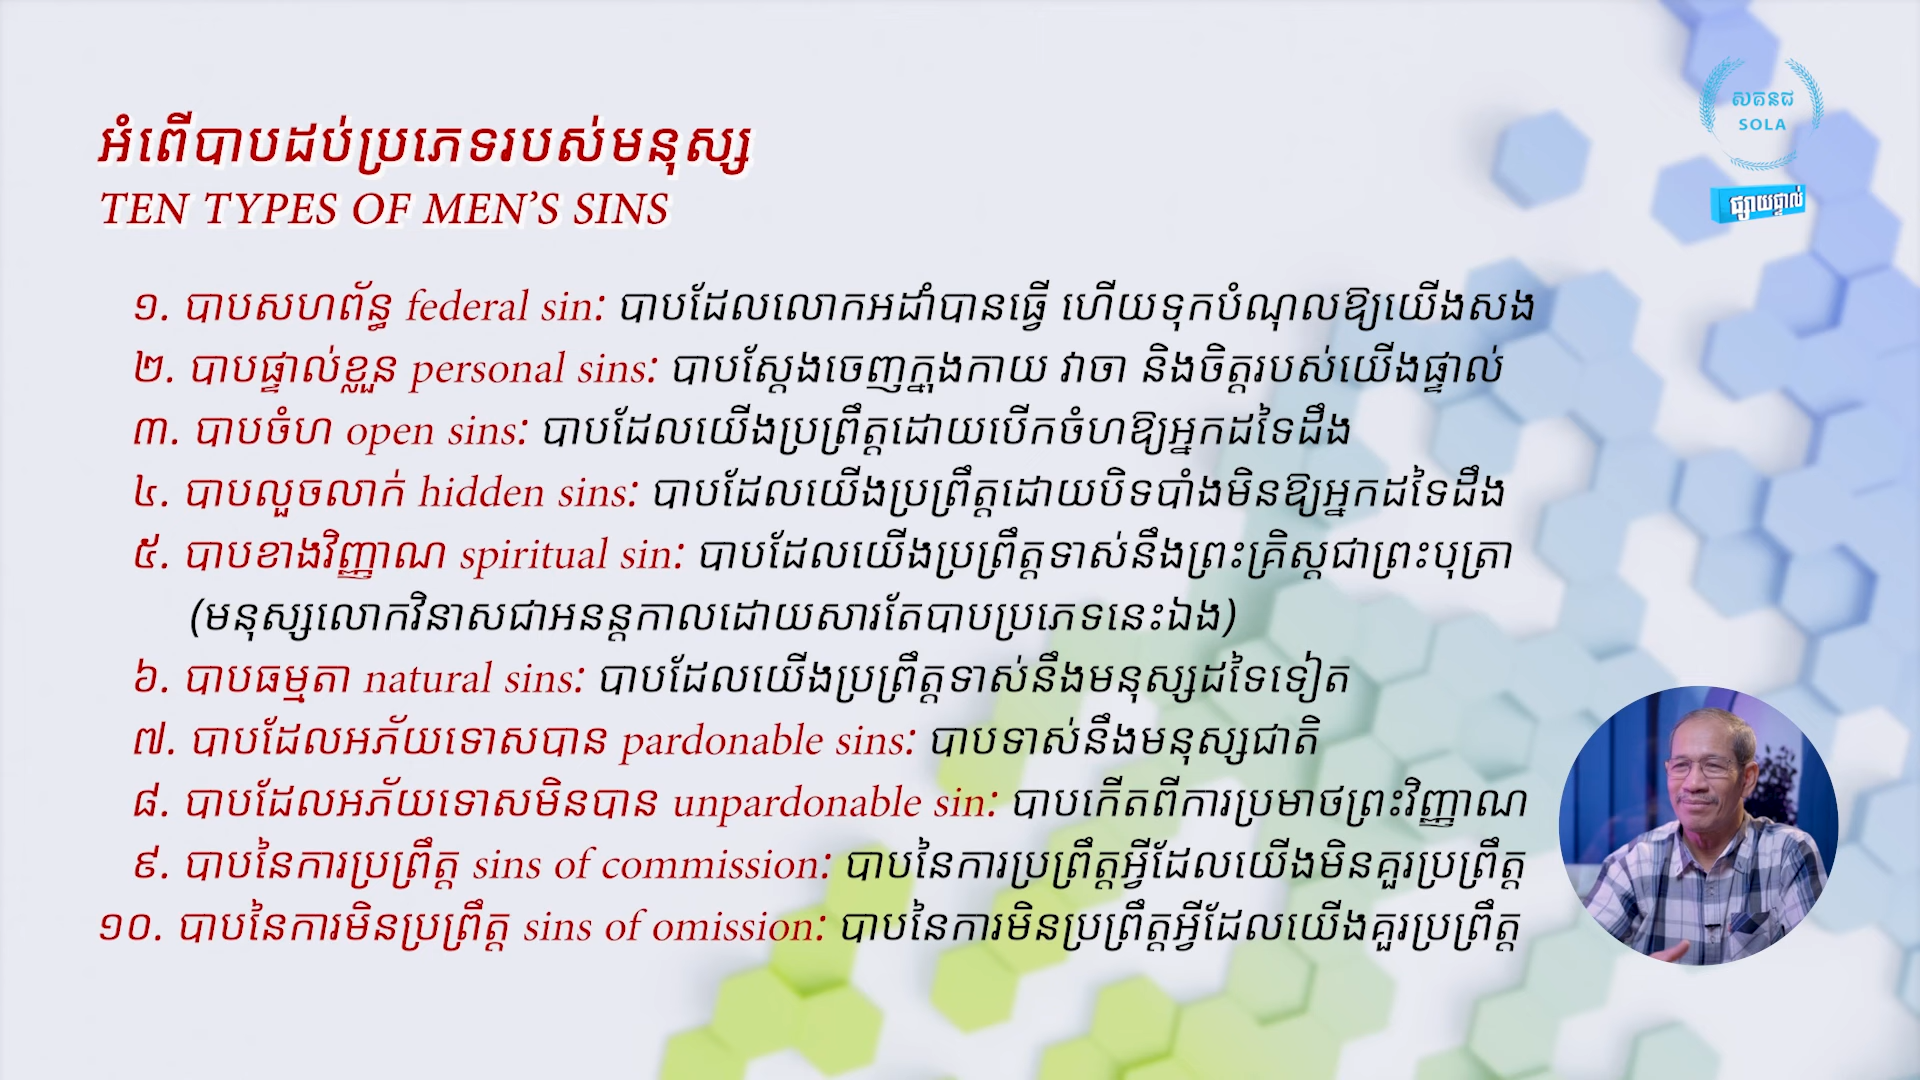 សគនជ
SOLA
ផ្សាយផ្ទាល់
អំពើបាបដប់ប្រភេទរបស់មនុស្ស
TEN TYPES OF MEN’S SINS
១. បាបសហព័ន្ធ federal sin: បាបដែលលោកអដាំបានធ្វើ ហើយទុកបំណុលឱ្យយើងសង
២. បាបផ្ទាល់ខ្លួន personal sins: បាបស្តែងចេញក្នុងកាយ វាចា និងចិត្តរបស់យើងផ្ទាល់
៣. បាបចំហ open sins: បាបដែលយើងប្រព្រឹត្តដោយបើកចំហឱ្យអ្នកដទៃដឹង
៤. បាបលួចលាក់ hidden sins: បាបដែលយើងប្រព្រឹត្តដោយបិទបាំងមិនឱ្យអ្នកដទៃដឹង
៥. បាបខាងវិញ្ញាណ spiritual sin: បាបដែលយើងប្រព្រឹត្តទាស់នឹងព្រះគ្រិស្តជាព្រះបុត្រា
(មនុស្សលោកវិនាសជាអនន្តកាលដោយសារតែបាបប្រភេទនេះឯង)
៦. បាបធម្មតា natural sins: បាបដែលយើងប្រព្រឹត្តទាស់នឹងមនុស្សដទៃទៀត
៧. បាបដែលអភ័យទោសបាន pardonable sins: បាបទាស់នឹងមនុស្សជាតិ
៨. បាបដែលអភ័យទោសមិនបាន unpardonable sin: បាបកើតពីការប្រមាថព្រះវិញ្ញាណ
៩. បាបនៃការប្រព្រឹត្ត sins of commission: បាបនៃការប្រព្រឹត្តអ្វីដែលយើងមិនគួរប្រព្រឹត្ត
១០. បាបនៃការមិនប្រព្រឹត្ត sins of omission: បាបនៃការមិនប្រព្រឹត្តអ្វីដែលយើងគួរប្រព្រឹត្ត